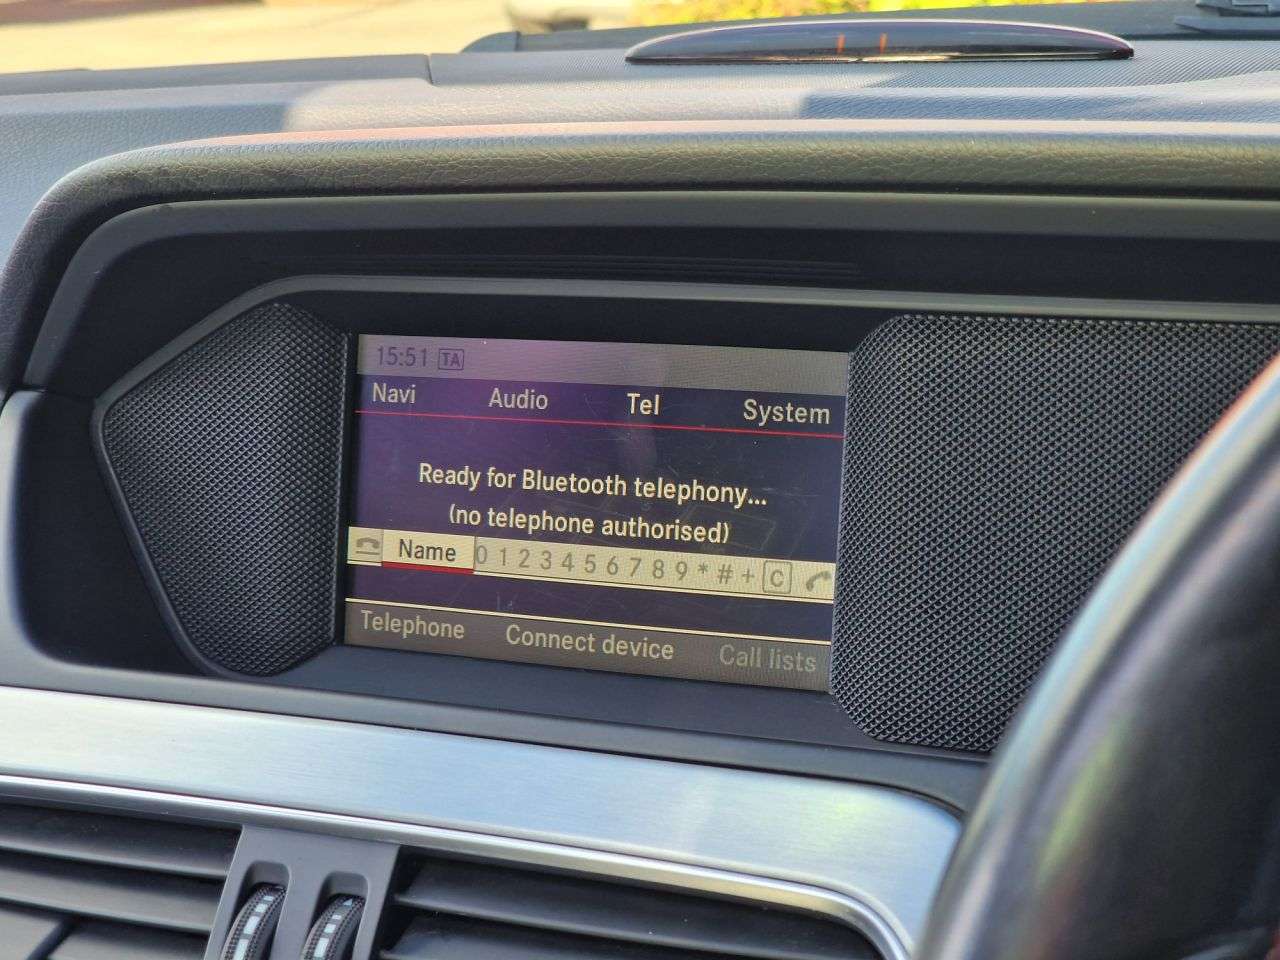 15:51 TA
Navi Audio Tel System
Ready for Bluetooth telephony...
(no telephone authorised)
Name 0 1 2 3 4 5 6 7 8 9 * # + C
Telephone Connect device Call lists